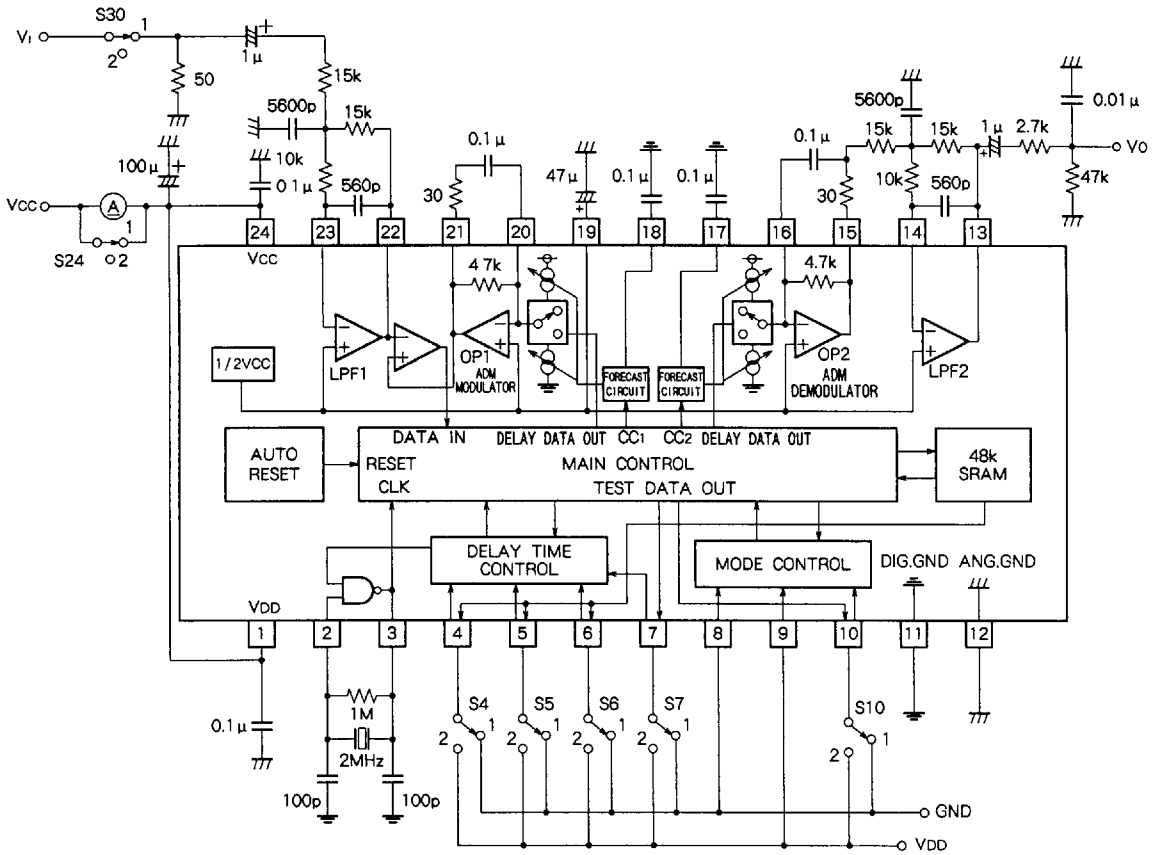 S30
VI
1
2
50
1μ
+
15k
5600p
15k
10k
560p
100μ
+
0.1μ
VCC
A
S24
1
2
0.1μ
30
47μ
+
0.1μ
0.1μ
0.1μ
15k
5600p
15k
1μ
+
2.7k
0.01μ
VO
30
10k
560p
47k
24 23 22 21 20 19 18 17 16 15 14 13
VCC
4.7k
4.7k
− +
LPF1
− +
OP1
ADM
MODULATOR
− +
− +
OP2
ADM
DEMODULATOR
− +
LPF2
1/2VCC
FORECAST
CIRCUIT
FORECAST
CIRCUIT
DATA IN DELAY DATA OUT CC1 CC2 DELAY DATA OUT
AUTO
RESET
RESET
MAIN CONTROL
CLK
TEST DATA OUT
48k
SRAM
DELAY TIME
CONTROL
MODE CONTROL
DIG.GND ANG.GND
VDD
1 2 3 4 5 6 7 8 9 10 11 12
0.1μ
1M
2MHz
100p
100p
S4
1
2
S5
1
2
S6
1
2
S7
1
2
S10
1
2
GND
VDD